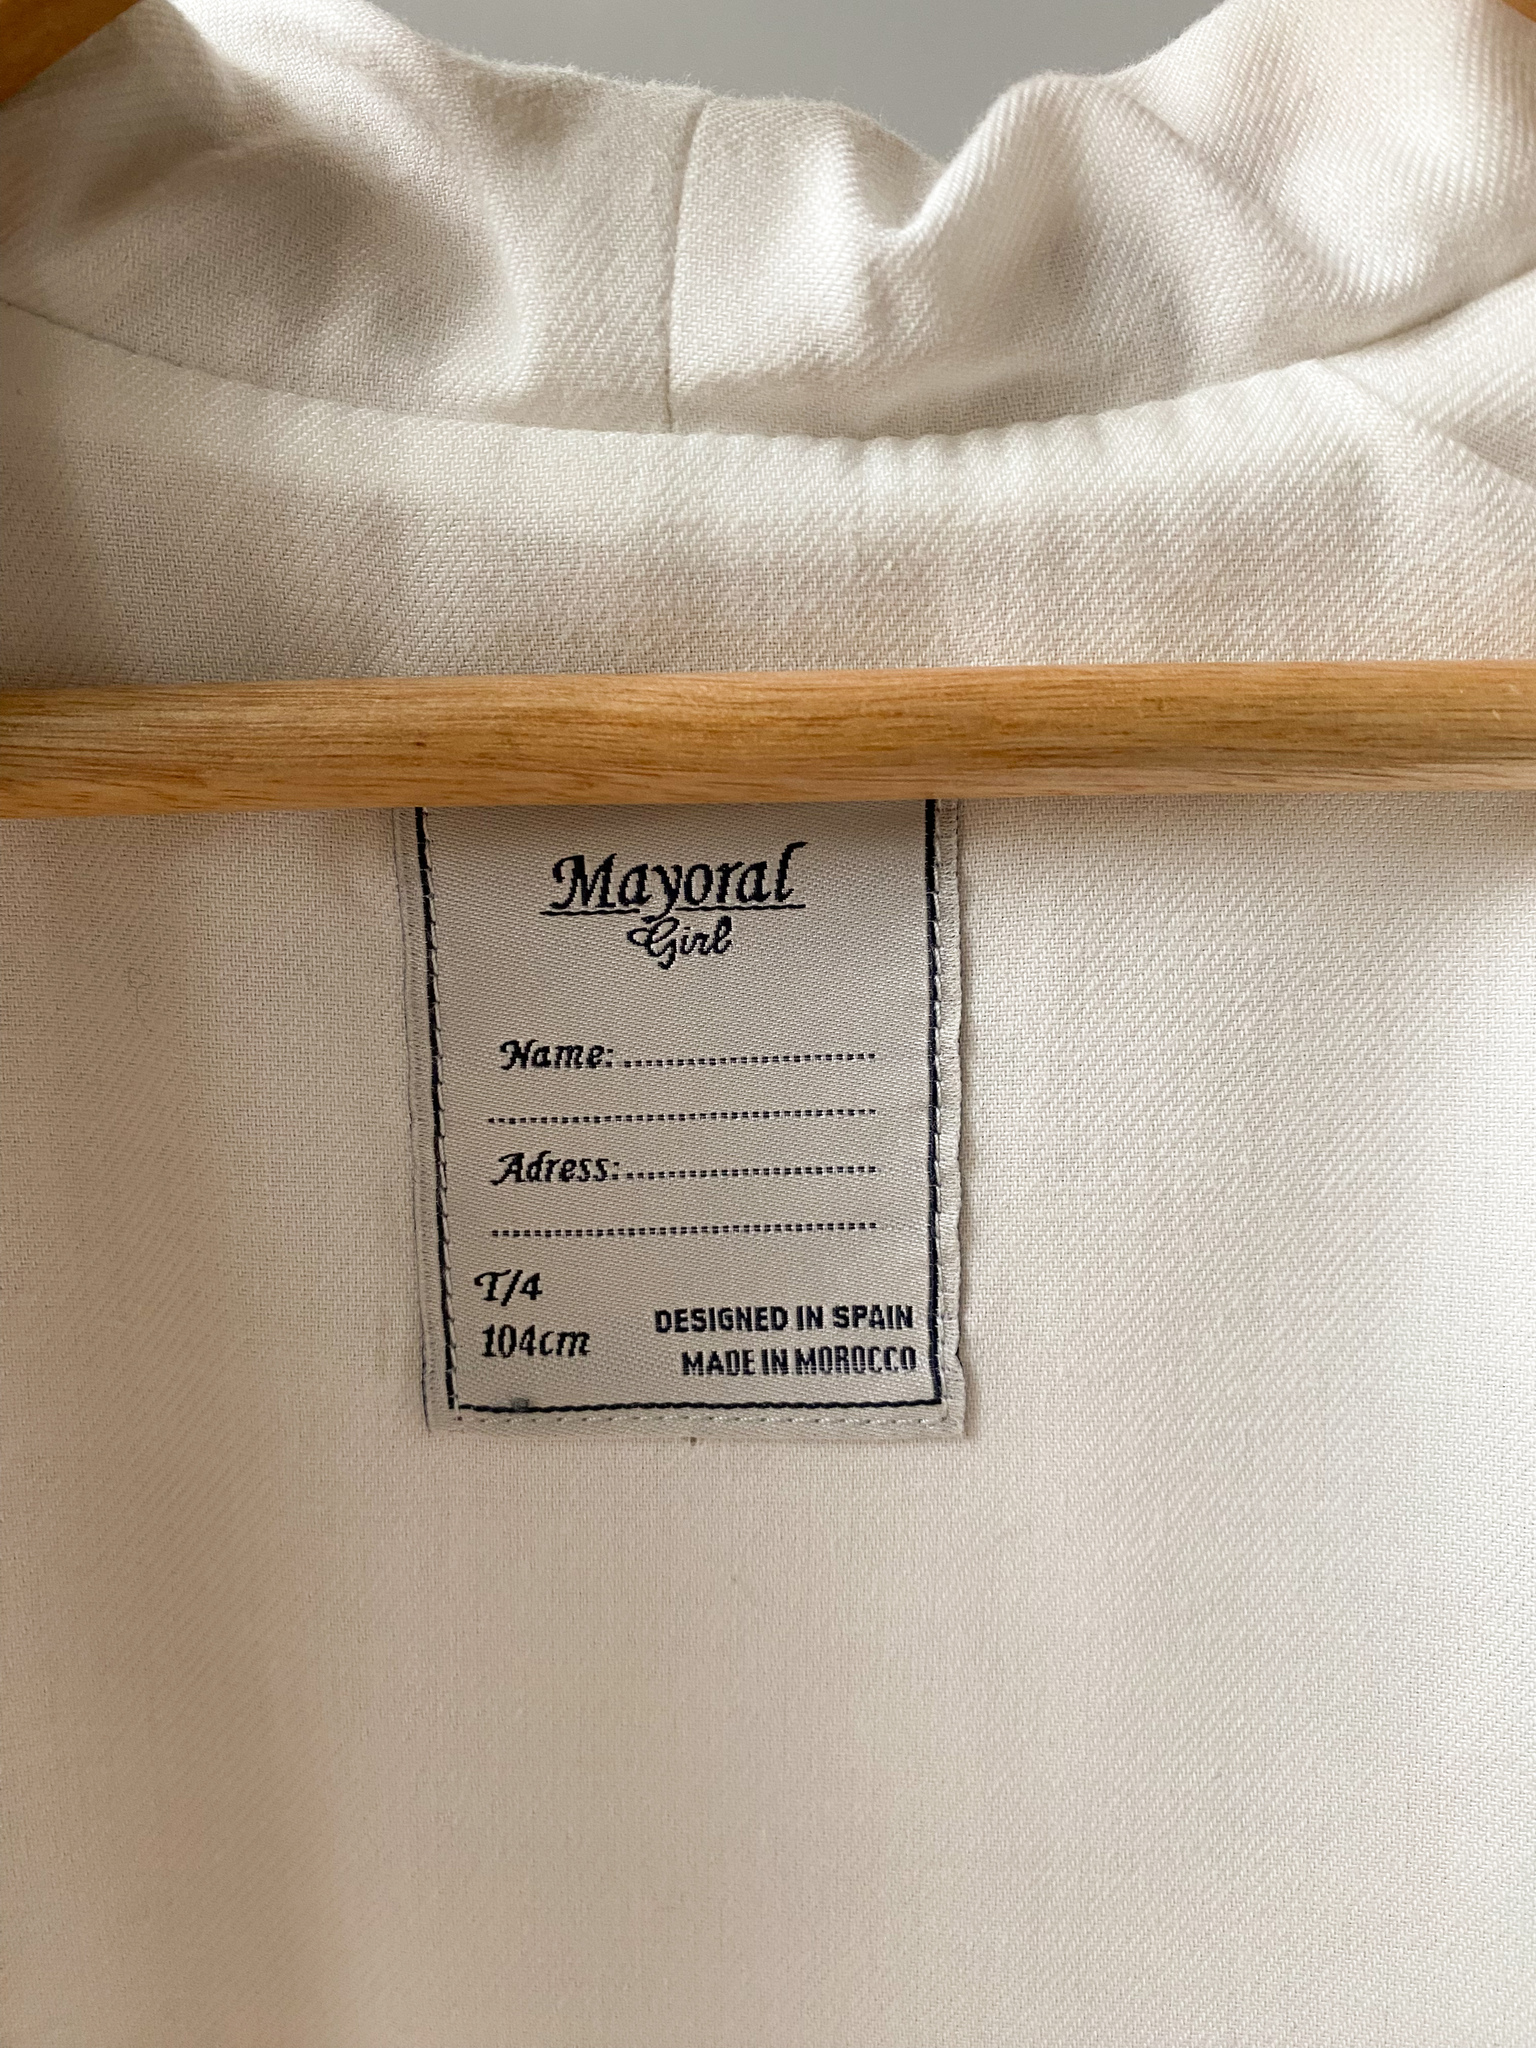 Mayoral
Girl
Name:........................
........................................
Adress:........................
........................................
T/4
104cm
DESIGNED IN SPAIN
MADE IN MOROCCO